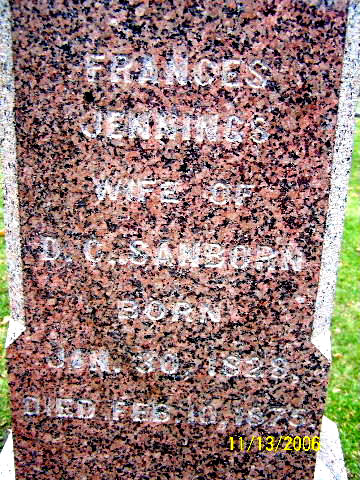 FRANCES
JENNINGS
WIFE OF
D. C. SANBORN
BORN
JAN. 30, 1828,
DIED FEB. 10, 1875.
11/13/2006